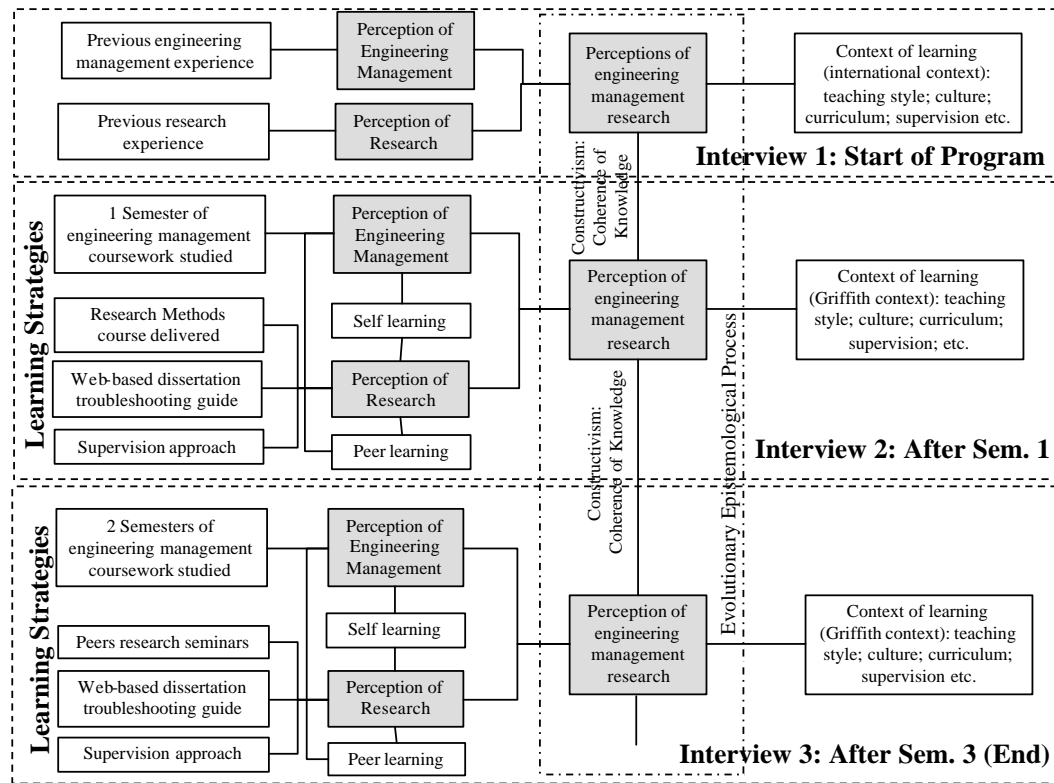 Previous engineering
management experience
Perception of
Engineering
Management
Perceptions of
engineering
management
research
Context of learning
(international context):
teaching style; culture;
curriculum; supervision etc.
Previous research
experience
Perception of
Research
Interview 1: Start of Program
Constructivism:
Coherence of
Knowledge
Learning Strategies
1 Semester of
engineering management
coursework studied
Perception of
Engineering
Management
Self learning
Research Methods
course delivered
Web-based dissertation
troubleshooting guide
Perception of
Research
Supervision approach
Peer learning
Perception of
engineering
management
research
Context of learning
(Griffith context): teaching
style; culture; curriculum;
supervision; etc.
Interview 2: After Sem. 1
Constructivism:
Coherence of Knowledge
Evolutionary Epistemological Process
Learning Strategies
2 Semesters of
engineering management
coursework studied
Perception of
Engineering
Management
Self learning
Peers research seminars
Web-based dissertation
troubleshooting guide
Perception of
Research
Supervision approach
Peer learning
Perception of
engineering
management
research
Context of learning
(Griffith context): teaching
style; culture; curriculum;
supervision etc.
Interview 3: After Sem. 3 (End)